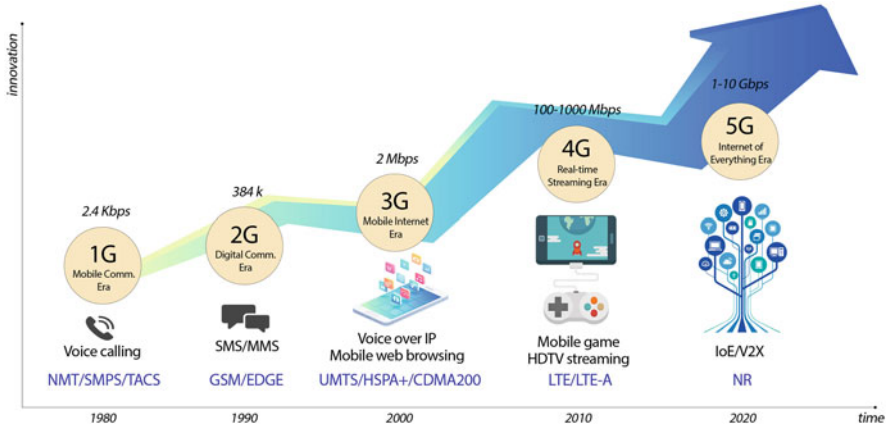 innovation
2.4 Kbps
1G
Mobile Comm.
Era
Voice calling
NMT/SMPS/TACS
1980
384 k
2G
Digital Comm.
Era
SMS/MMS
GSM/EDGE
1990
2 Mbps
3G
Mobile Internet
Era
Voice over IP
Mobile web browsing
UMTS/HSPA+/CDMA200
2000
100-1000 Mbps
4G
Real-time
Streaming Era
Mobile game
HDTV streaming
LTE/LTE-A
2010
1-10 Gbps
5G
Internet of
Everything Era
IoE/V2X
NR
2020
time